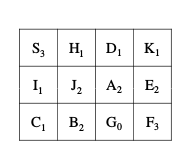 S₃ H₁ D₁ K₁
I₁ J₂ A₂ E₂
C₁ B₂ G₀ F₃